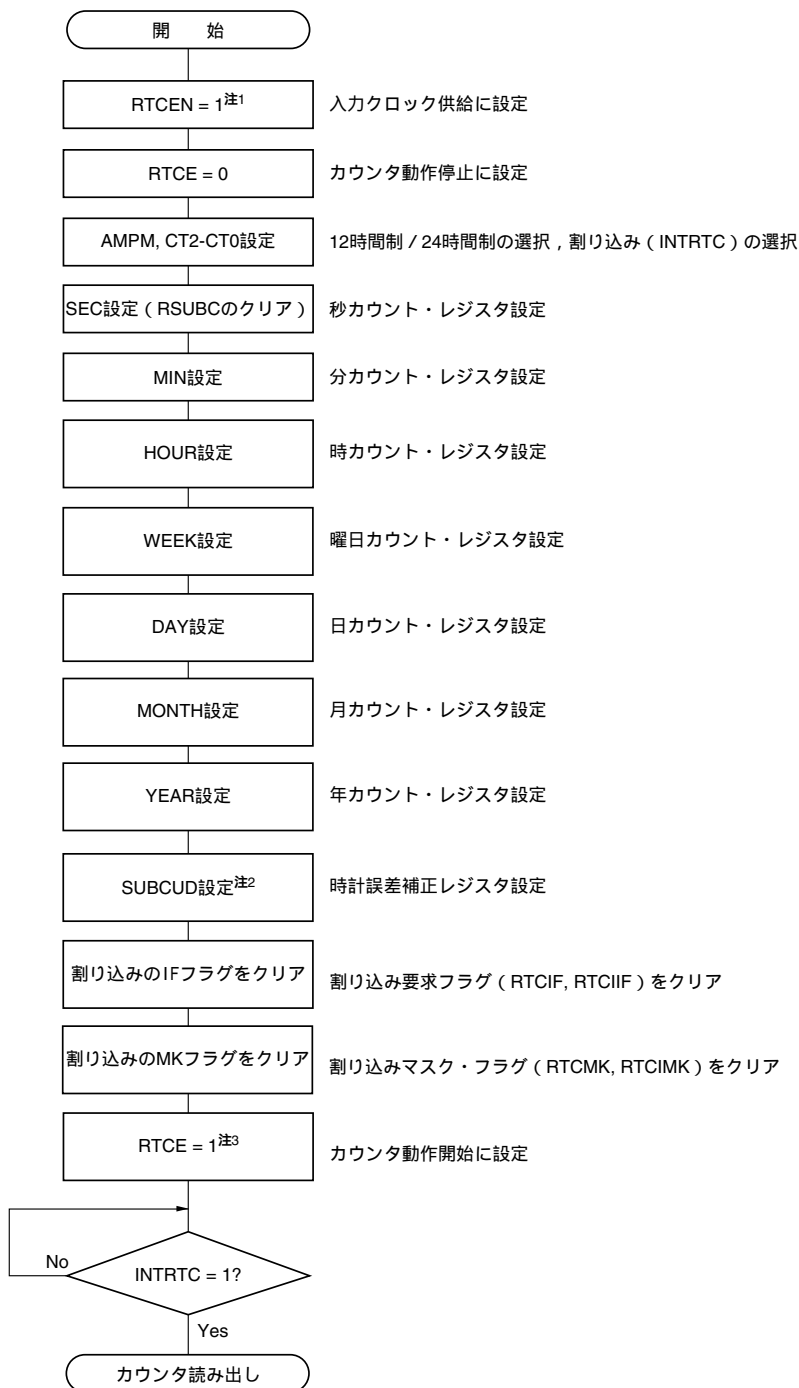 開　始
RTCEN = 1注1　入力クロック供給に設定
RTCE = 0　カウンタ動作停止に設定
AMPM, CT2-CT0設定　12時間制 / 24時間制の選択 , 割り込み ( INTRTC ) の選択
SEC設定 ( RSUBCのクリア )　秒カウント・レジスタ設定
MIN設定　分カウント・レジスタ設定
HOUR設定　時カウント・レジスタ設定
WEEK設定　曜日カウント・レジスタ設定
DAY設定　日カウント・レジスタ設定
MONTH設定　月カウント・レジスタ設定
YEAR設定　年カウント・レジスタ設定
SUBCUD設定注2　時計誤差補正レジスタ設定
割り込みのIFフラグをクリア　割り込み要求フラグ ( RTCIF, RTCIIF ) をクリア
割り込みのMKフラグをクリア　割り込みマスク・フラグ ( RTCMK, RTCIMK ) をクリア
RTCE = 1注3　カウンタ動作開始に設定
No
INTRTC = 1?
Yes
カウンタ読み出し